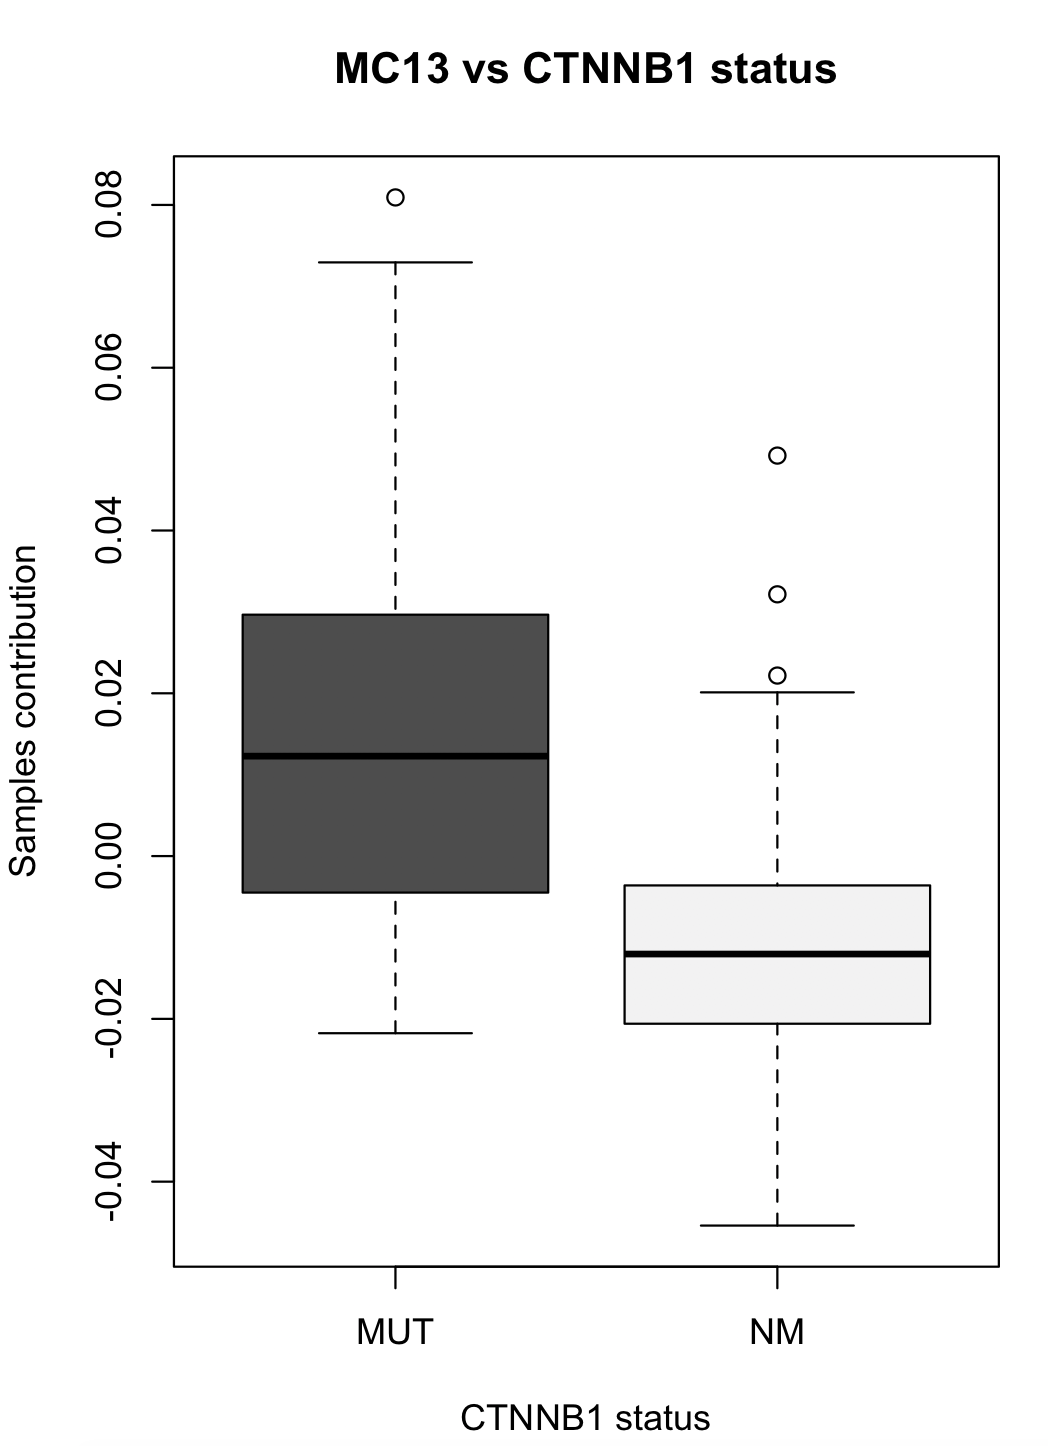 MC13 vs CTNNB1 status
Samples contribution
0.08
0.06
0.04
0.02
0.00
-0.02
-0.04
MUT
NM
CTNNB1 status